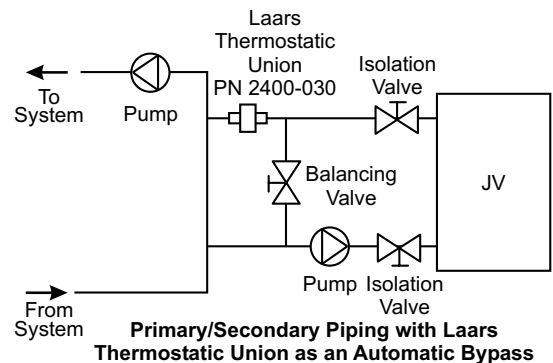 Laars
Thermostatic
Union
PN 2400-030
Isolation
Valve
To
System
Pump
Balancing
Valve
JV
Pump
Isolation
Valve
From
System
Primary/Secondary Piping with Laars
Thermostatic Union as an Automatic Bypass